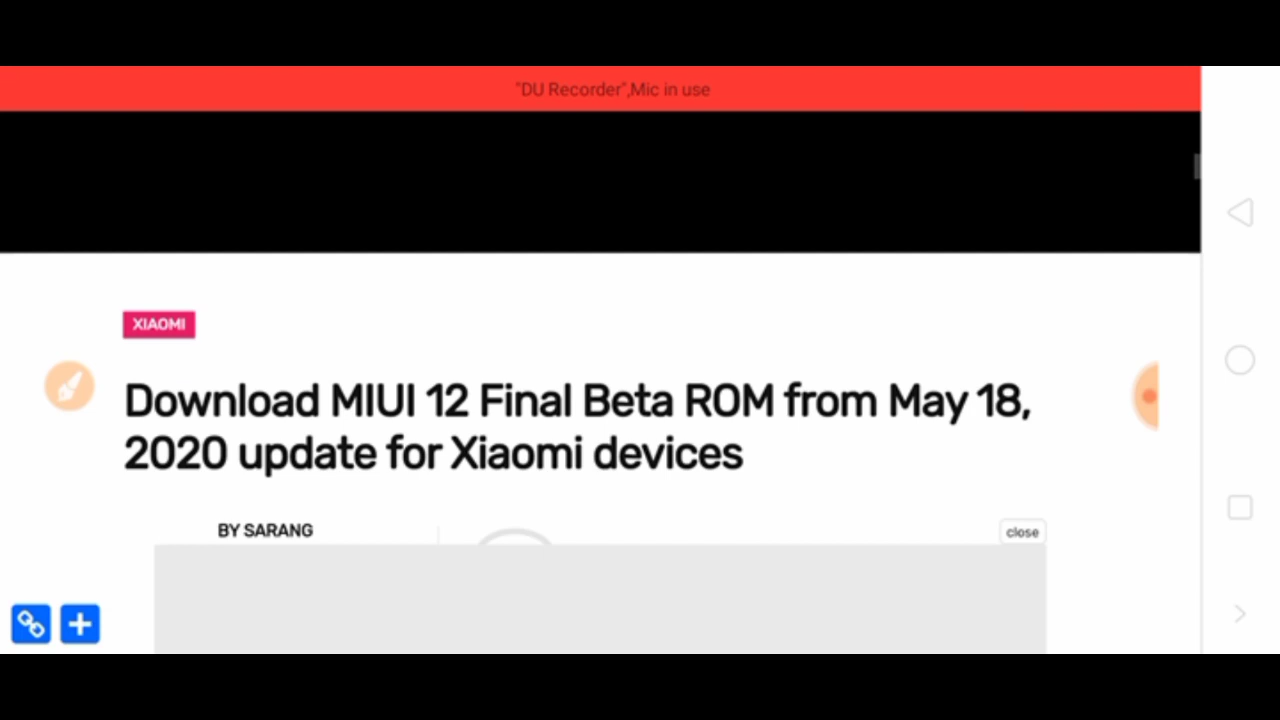 "DU Recorder",Mic in use
XIAOMI
Download MIUI 12 Final Beta ROM from May 18,
2020 update for Xiaomi devices
BY SARANG
close